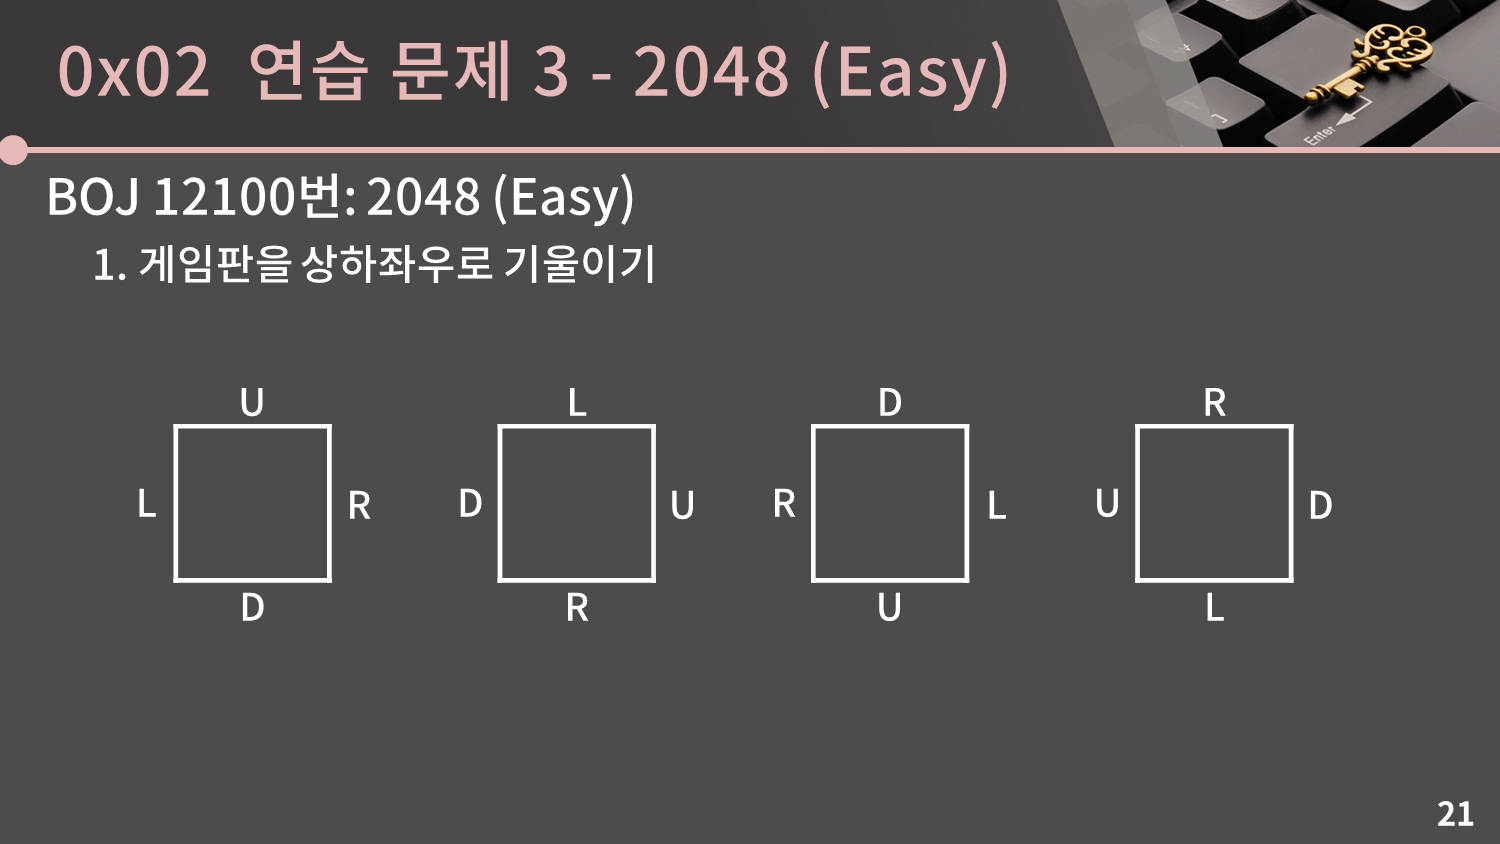 0x02 연습 문제 3 - 2048 (Easy)
Enter
BOJ 12100번: 2048 (Easy)
1. 게임판을 상하좌우로 기울이기
U L D R
L R D U R L U D
D R U L
21